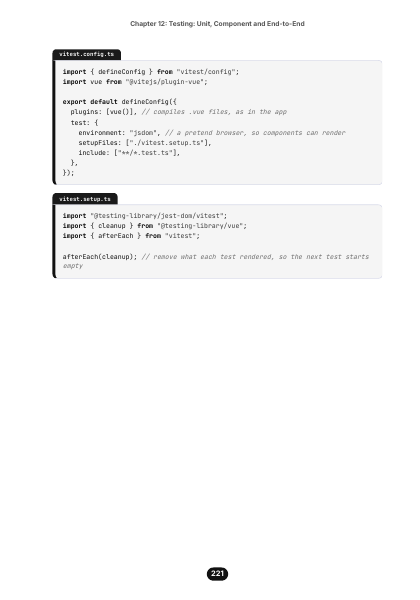 Chapter 12: Testing: Unit, Component and End-to-End
vitest.config.ts
import { defineConfig } from "vitest/config";
import vue from "@vitejs/plugin-vue";
export default defineConfig({
  plugins: [vue()], // compiles .vue files, as in the app
  test: {
    environment: "jsdom", // a pretend browser, so components can render
    setupFiles: ["./vitest.setup.ts"],
    include: ["**/*.test.ts"],
  },
});
vitest.setup.ts
import "@testing-library/jest-dom/vitest";
import { cleanup } from "@testing-library/vue";
import { afterEach } from "vitest";
afterEach(cleanup); // remove what each test rendered, so the next test starts
empty
221